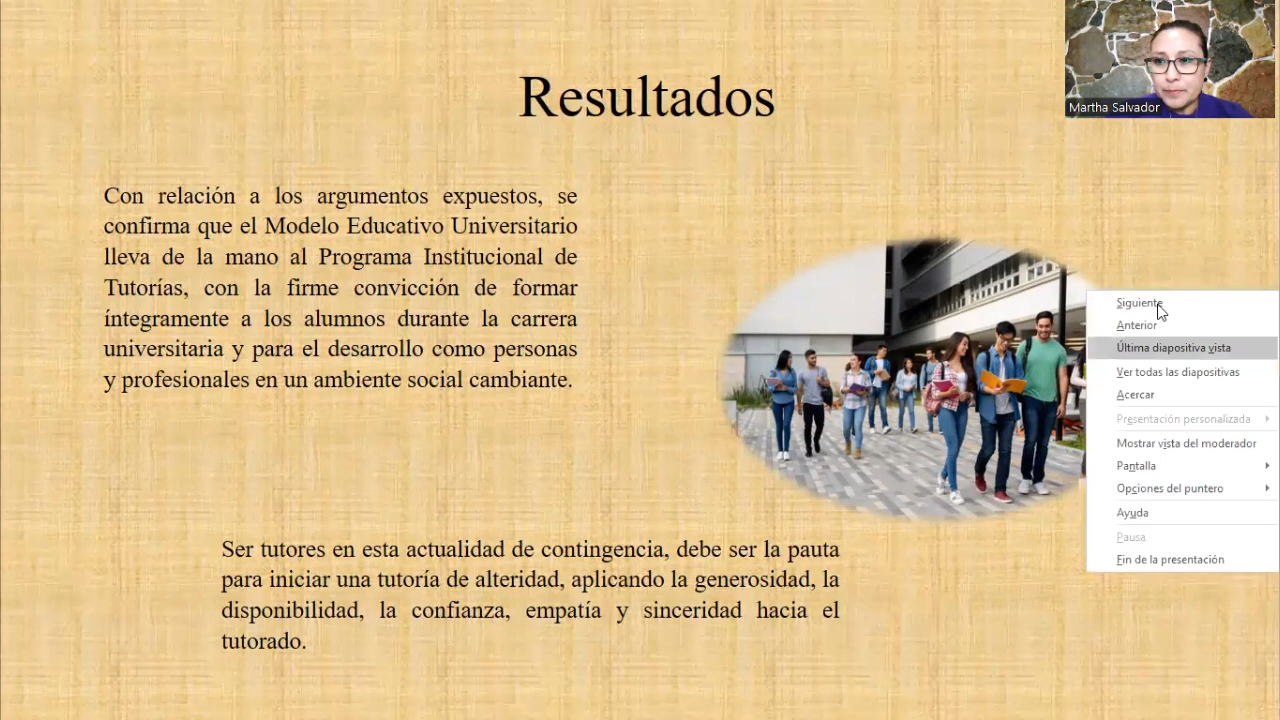 Resultados
Martha Salvador
Con relación a los argumentos expuestos, se
confirma que el Modelo Educativo Universitario
lleva de la mano al Programa Institucional de
Tutorías, con la firme convicción de formar
íntegramente a los alumnos durante la carrera
universitaria y para el desarrollo como personas
y profesionales en un ambiente social cambiante.
Siguiente
Anterior
Última diapositiva vista
Ver todas las diapositivas
Acercar
Presentación personalizada
Mostrar vista del moderador
Pantalla
Opciones del puntero
Ayuda
Pausa
Fin de la presentación
Ser tutores en esta actualidad de contingencia, debe ser la pauta
para iniciar una tutoría de alteridad, aplicando la generosidad, la
disponibilidad, la confianza, empatía y sinceridad hacia el
tutorado.